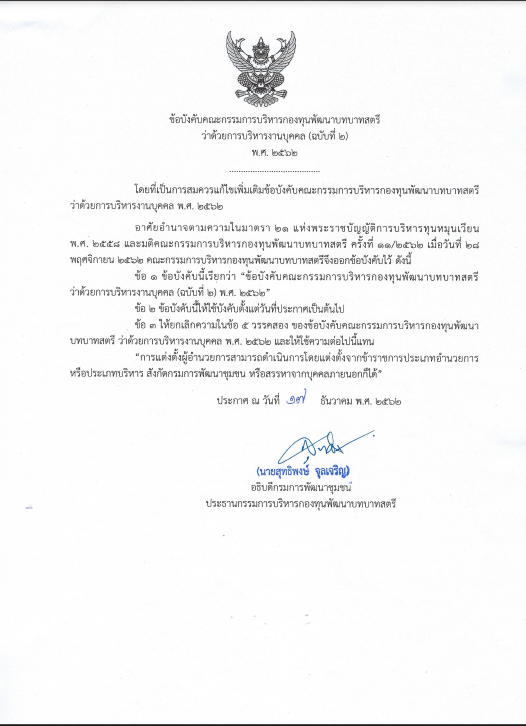 ข้อบังคับคณะกรรมการบริหารกองทุนพัฒนาบทบาทสตรี
ว่าด้วยการบริหารงานบุคคล (ฉบับที่ ๒)
พ.ศ. ๒๕๖๒
โดยที่เป็นการสมควรแก้ไขเพิ่มเติมข้อบังคับคณะกรรมการบริหารกองทุนพัฒนาบทบาทสตรี
ว่าด้วยการบริหารงานบุคคล พ.ศ. ๒๕๖๒
อาศัยอำนาจตามความในมาตรา ๒๑ แห่งพระราชบัญญัติการบริหารทุนหมุนเวียน
พ.ศ. ๒๕๕๘ และมติคณะกรรมการบริหารกองทุนพัฒนาบทบาทสตรี ครั้งที่ ๑๑/๒๕๖๒ เมื่อวันที่ ๒๘
พฤศจิกายน ๒๕๖๒ คณะกรรมการบริหารกองทุนพัฒนาบทบาทสตรีจึงออกข้อบังคับไว้ ดังนี้
ข้อ ๑ ข้อบังคับนี้เรียกว่า “ข้อบังคับคณะกรรมการบริหารกองทุนพัฒนาบทบาทสตรี
ว่าด้วยการบริหารงานบุคคล (ฉบับที่ ๒) พ.ศ. ๒๕๖๒”
ข้อ ๒ ข้อบังคับนี้ให้ใช้บังคับตั้งแต่วันที่ประกาศเป็นต้นไป
ข้อ ๓ ให้ยกเลิกความในข้อ ๕ วรรคสอง ของข้อบังคับคณะกรรมการบริหารกองทุนพัฒนา
บทบาทสตรี ว่าด้วยการบริหารงานบุคคล พ.ศ. ๒๕๖๒ และให้ใช้ความต่อไปนี้แทน
“การแต่งตั้งผู้อำนวยการสามารถดำเนินการโดยแต่งตั้งจากข้าราชการประเภทอำนวยการ
หรือประเภทบริหาร สังกัดกรมการพัฒนาชุมชน หรือสรรหาจากบุคคลภายนอกก็ได้”
ประกาศ ณ วันที่ ๑๗ ธันวาคม พ.ศ. ๒๕๖๒
(นายสุทธิพงษ์ จุลเจริญ)
อธิบดีกรมการพัฒนาชุมชน
ประธานกรรมการบริหารกองทุนพัฒนาบทบาทสตรี